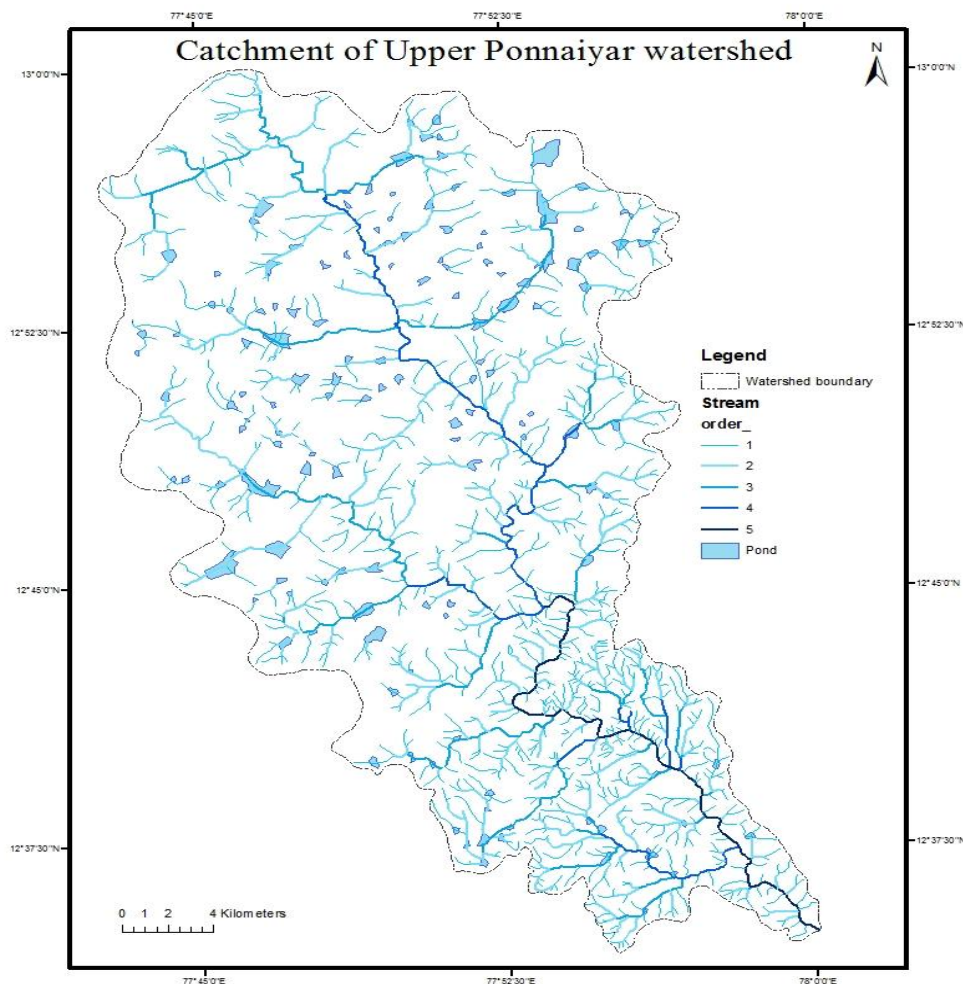 77°45'0"E 77°52'30"E 78°0'0"E
Catchment of Upper Ponnaiyar watershed
N
13°0'0"N 13°0'0"N
12°52'30"N 12°52'30"N
Legend
Watershed boundary
Stream
order_
1
2
3
4
5
Pond
12°45'0"N 12°45'0"N
12°37'30"N 12°37'30"N
0 1 2 4 Kilometers
77°45'0"E 77°52'30"E 78°0'0"E